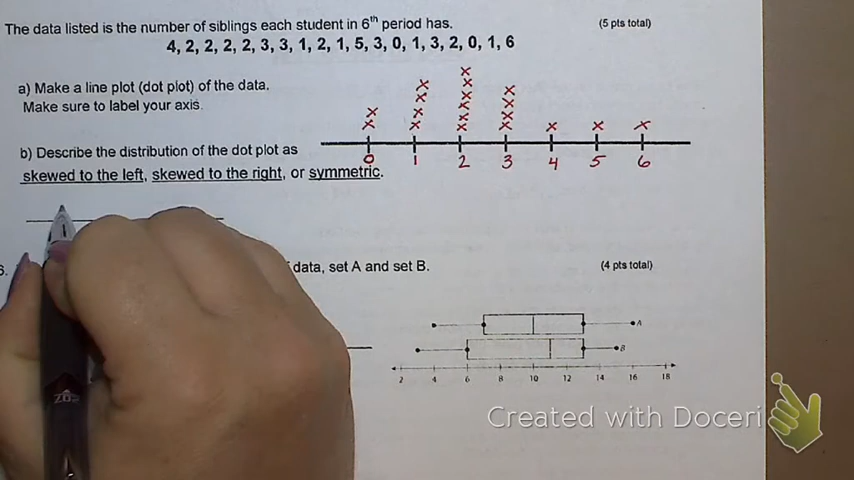 The data listed is the number of siblings each student in 6th period has. (5 pts total)
4, 2, 2, 2, 2, 3, 3, 1, 2, 1, 5, 3, 0, 1, 3, 2, 0, 1, 6
a) Make a line plot (dot plot) of the data.
Make sure to label your axis.
b) Describe the distribution of the dot plot as
skewed to the left, skewed to the right, or symmetric.
0 1 2 3 4 5 6
data, set A and set B. (4 pts total)
A
B
2 4 6 8 10 12 14 16 18
Created with Doceri